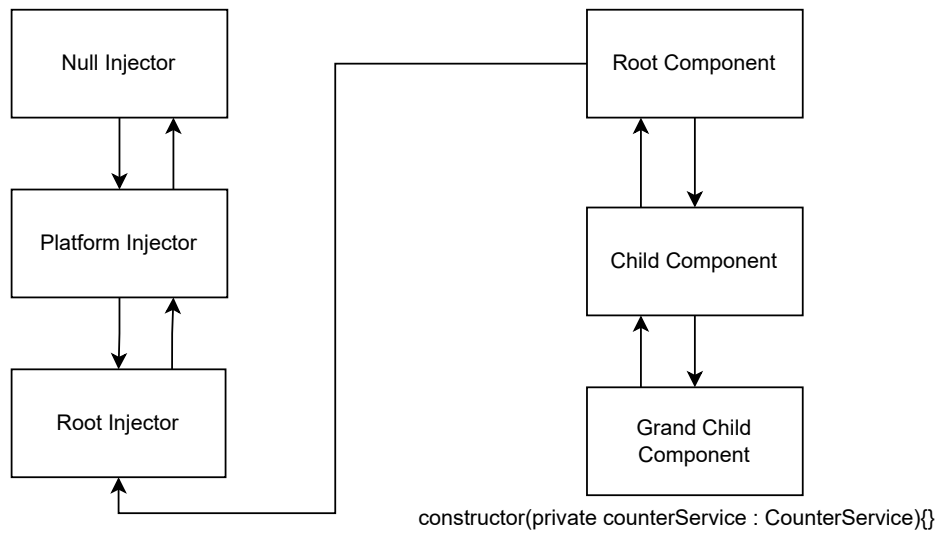 Null Injector
Root Component
Platform Injector
Child Component
Root Injector
Grand Child
Component
constructor(private counterService : CounterService){}